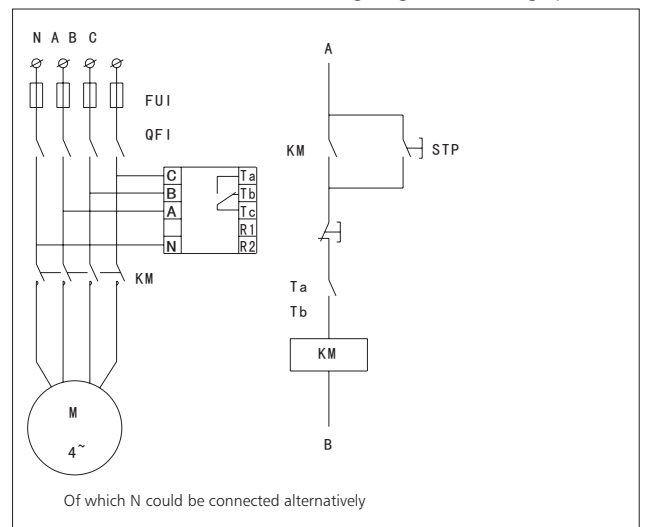 N A B C
FUI
QFI
C Ta
B Tb
A Tc
R1
N R2
KM
M
4~
A
KM STP
Ta
Tb
KM
B
Of which N could be connected alternatively